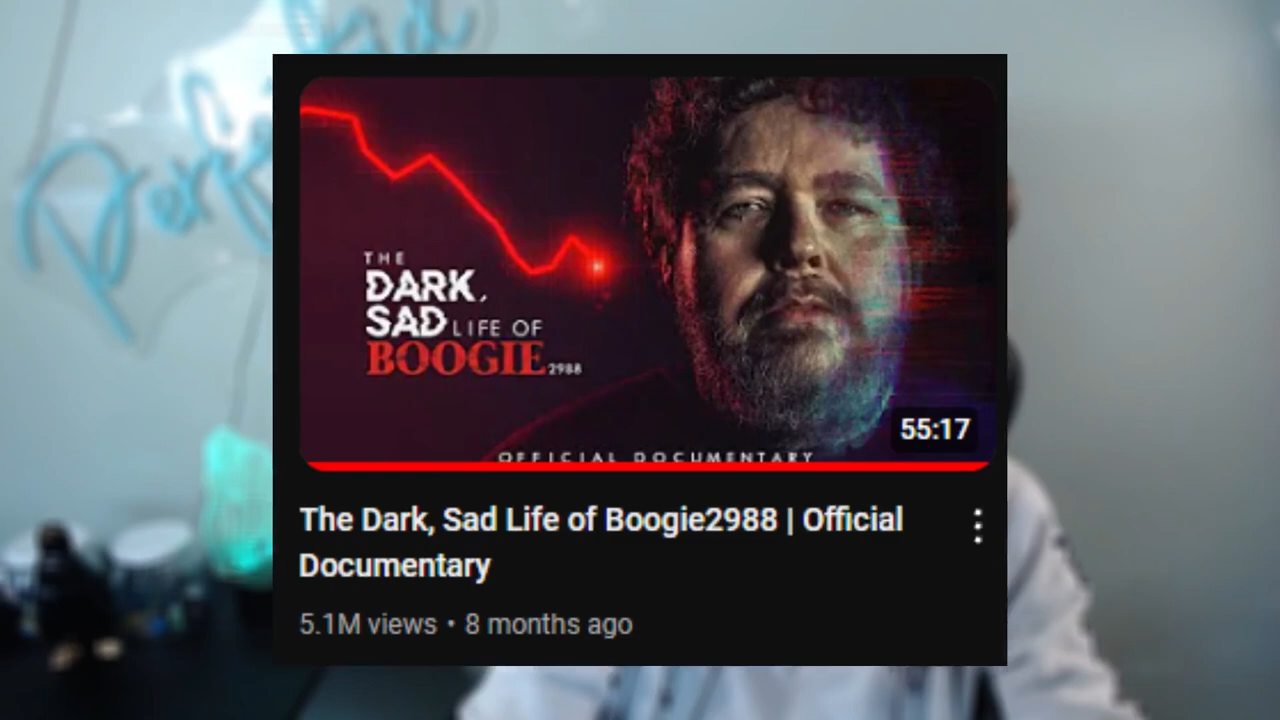 THE
DARK,
SAD LIFE OF
BOOGIE2988
55:17
OFFICIAL DOCUMENTARY
The Dark, Sad Life of Boogie2988 | Official
Documentary
5.1M views • 8 months ago